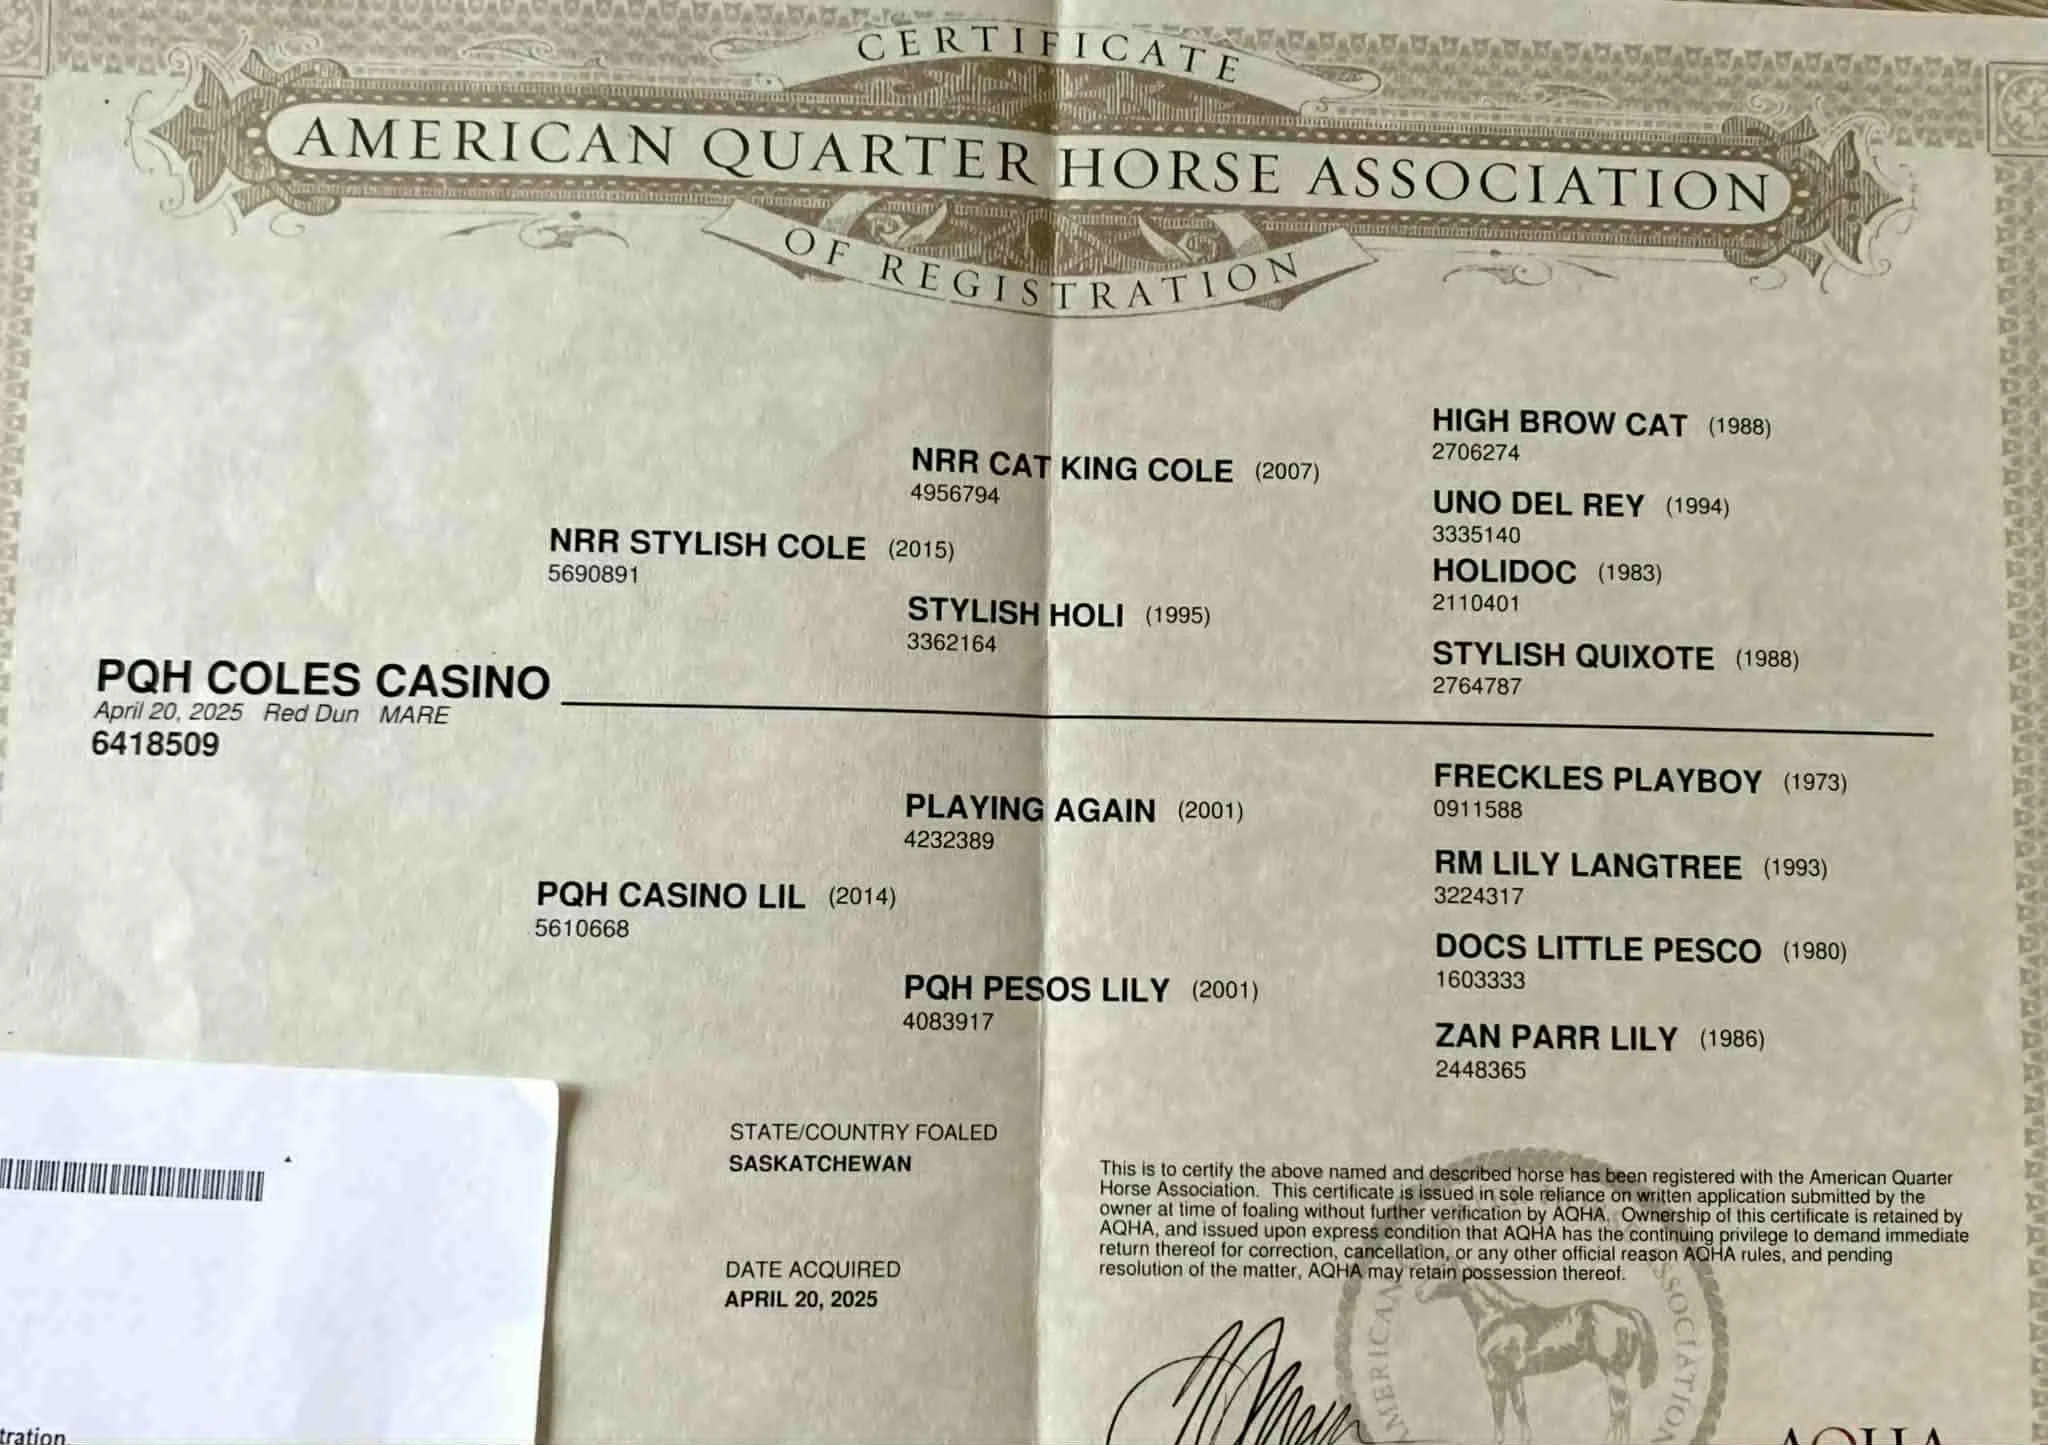 CERTIFICATE
AMERICAN QUARTER HORSE ASSOCIATION
OF REGISTRATION
HIGH BROW CAT (1988)
2706274
NRR CAT KING COLE (2007)
4956794
UNO DEL REY (1994)
3335140
NRR STYLISH COLE (2015)
5690891
HOLIDOC (1983)
2110401
STYLISH HOLI (1995)
3362164
STYLISH QUIXOTE (1988)
2764787
PQH COLES CASINO
April 20, 2025 Red Dun MARE
6418509
FRECKLES PLAYBOY (1973)
0911588
PLAYING AGAIN (2001)
4232389
RM LILY LANGTREE (1993)
3224317
PQH CASINO LIL (2014)
5610668
DOCS LITTLE PESCO (1980)
1603333
PQH PESOS LILY (2001)
4083917
ZAN PARR LILY (1986)
2448365
STATE/COUNTRY FOALED
SASKATCHEWAN
DATE ACQUIRED
APRIL 20, 2025
This is to certify the above named and described horse has been registered with the American Quarter
Horse Association. This certificate is issued in sole reliance on written application submitted by the
owner at time of foaling without further verification by AQHA. Ownership of this certificate is retained by
AQHA, and issued upon express condition that AQHA has the continuing privilege to demand immediate
return thereof for correction, cancellation, or any other official reason AQHA rules, and pending
resolution of the matter, AQHA may retain possession thereof.
AMERICAN
ASSOCIATION
AQHA
tration.